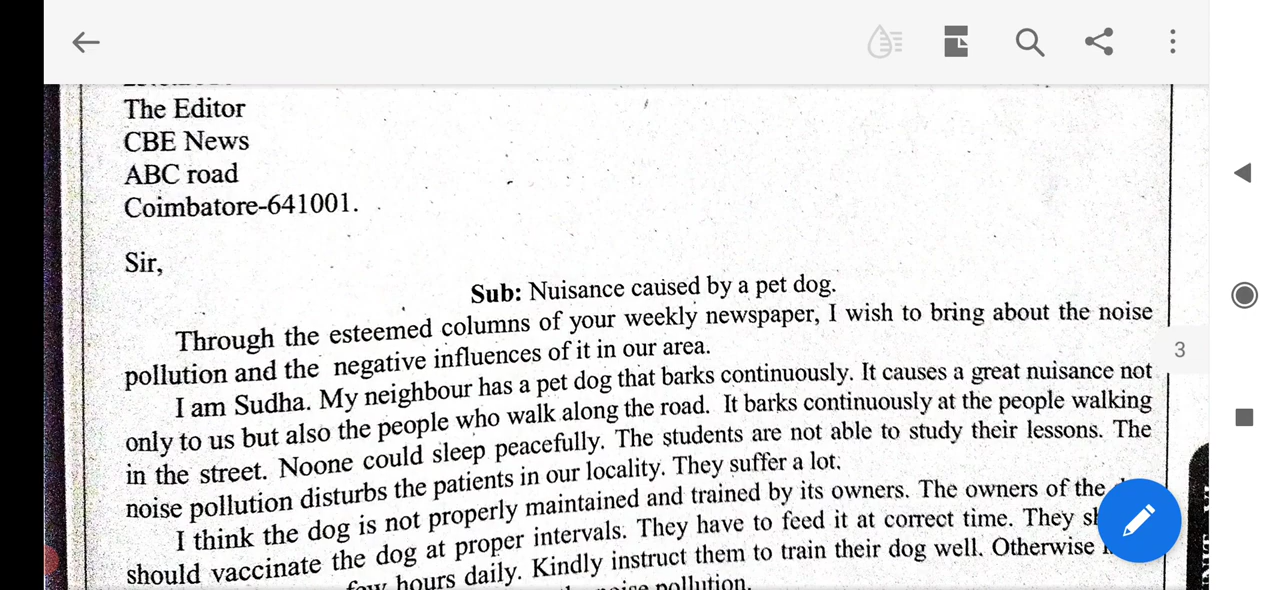 The Editor
CBE News
ABC road
Coimbatore-641001.
Sir,
Sub: Nuisance caused by a pet dog.
Through the esteemed columns of your weekly newspaper, I wish to bring about the noise
pollution and the negative influences of it in our area.
I am Sudha. My neighbour has a pet dog that barks continuously. It causes a great nuisance not
only to us but also the people who walk along the road. It barks continuously at the people walking
in the street. Noone could sleep peacefully. The students are not able to study their lessons. The
noise pollution disturbs the patients in our locality. They suffer a lot.
I think the dog is not properly maintained and trained by its owners. The owners of the
should vaccinate the dog at proper intervals. They have to feed it at correct time. They
few hours daily. Kindly instruct them to train their dog well. Otherwise
noise pollution.
3